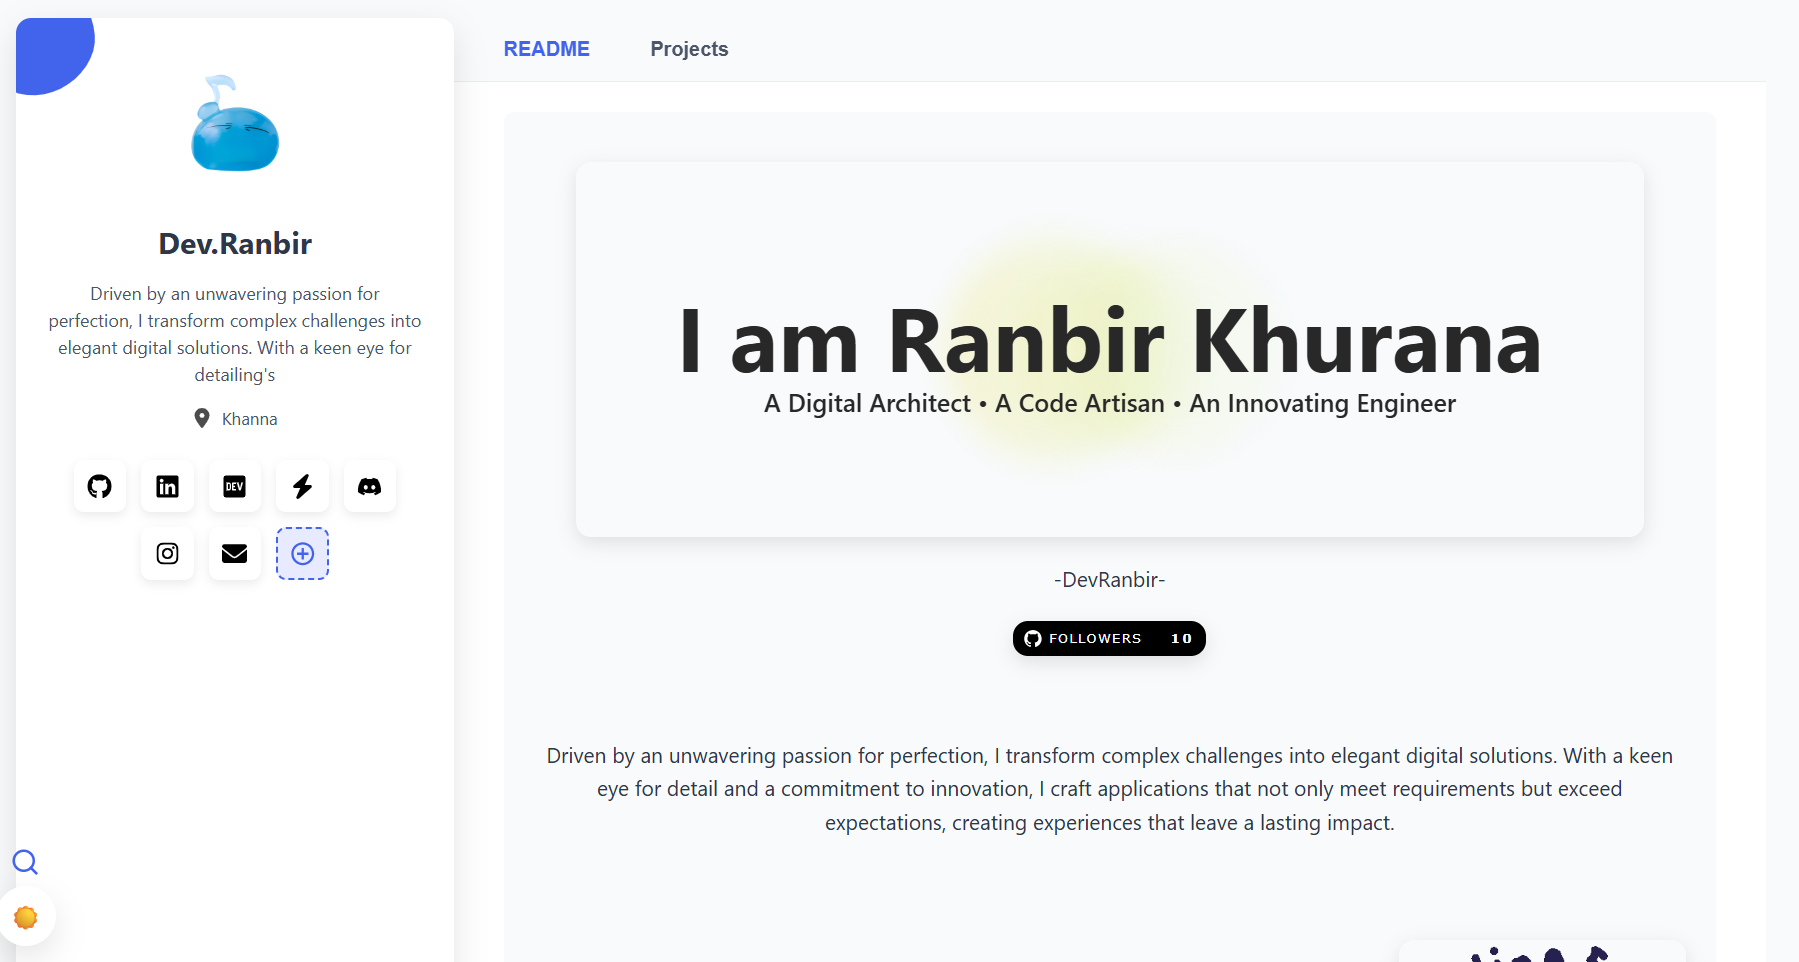 README
Projects
Dev.Ranbir
Driven by an unwavering passion for
perfection, I transform complex challenges into
elegant digital solutions. With a keen eye for
detailing's
Khanna
DEV
I am Ranbir Khurana
A Digital Architect • A Code Artisan • An Innovating Engineer
-DevRanbir-
FOLLOWERS 10
Driven by an unwavering passion for perfection, I transform complex challenges into elegant digital solutions. With a keen
eye for detail and a commitment to innovation, I craft applications that not only meet requirements but exceed
expectations, creating experiences that leave a lasting impact.